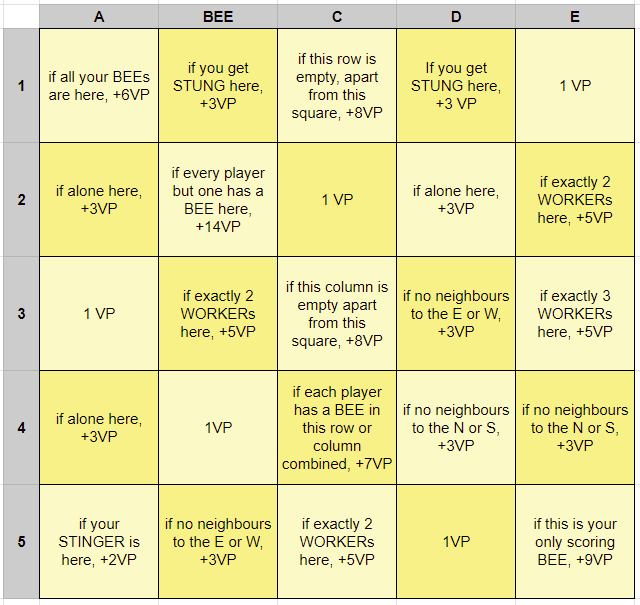 A BEE C D E
1
if all your BEEs
are here, +6VP
if you get
STUNG here,
+3VP
if this row is
empty, apart
from this
square, +8VP
If you get
STUNG here,
+3 VP
1 VP
2
if alone here,
+3VP
if every player
but one has a
BEE here,
+14VP
1 VP
if alone here,
+3VP
if exactly 2
WORKERs
here, +5VP
3
1 VP
if exactly 2
WORKERs
here, +5VP
if this column is
empty apart
from this
square, +8VP
if no neighbours
to the E or W,
+3VP
if exactly 3
WORKERs
here, +5VP
4
if alone here,
+3VP
1VP
if each player
has a BEE in
this row or
column
combined, +7VP
if no neighbours
to the N or S,
+3VP
if no neighbours
to the N or S,
+3VP
5
if your
STINGER is
here, +2VP
if no neighbours
to the E or W,
+3VP
if exactly 2
WORKERs
here, +5VP
1VP
if this is your
only scoring
BEE, +9VP